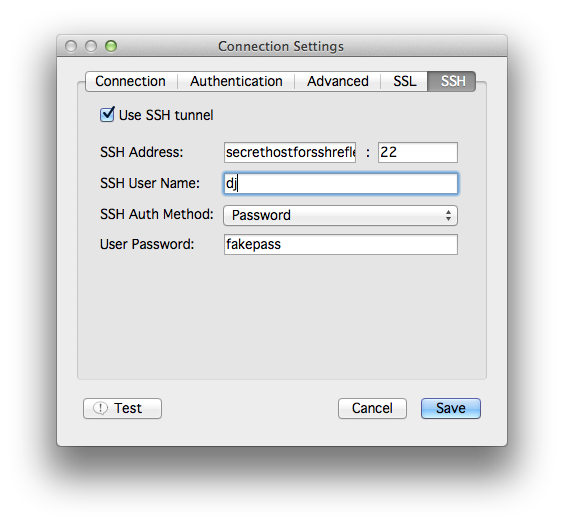 Connection Settings
Connection Authentication Advanced SSL SSH
Use SSH tunnel
SSH Address: secrethostforsshrefle : 22
SSH User Name: dj
SSH Auth Method: Password
User Password: fakepass
! Test Cancel Save